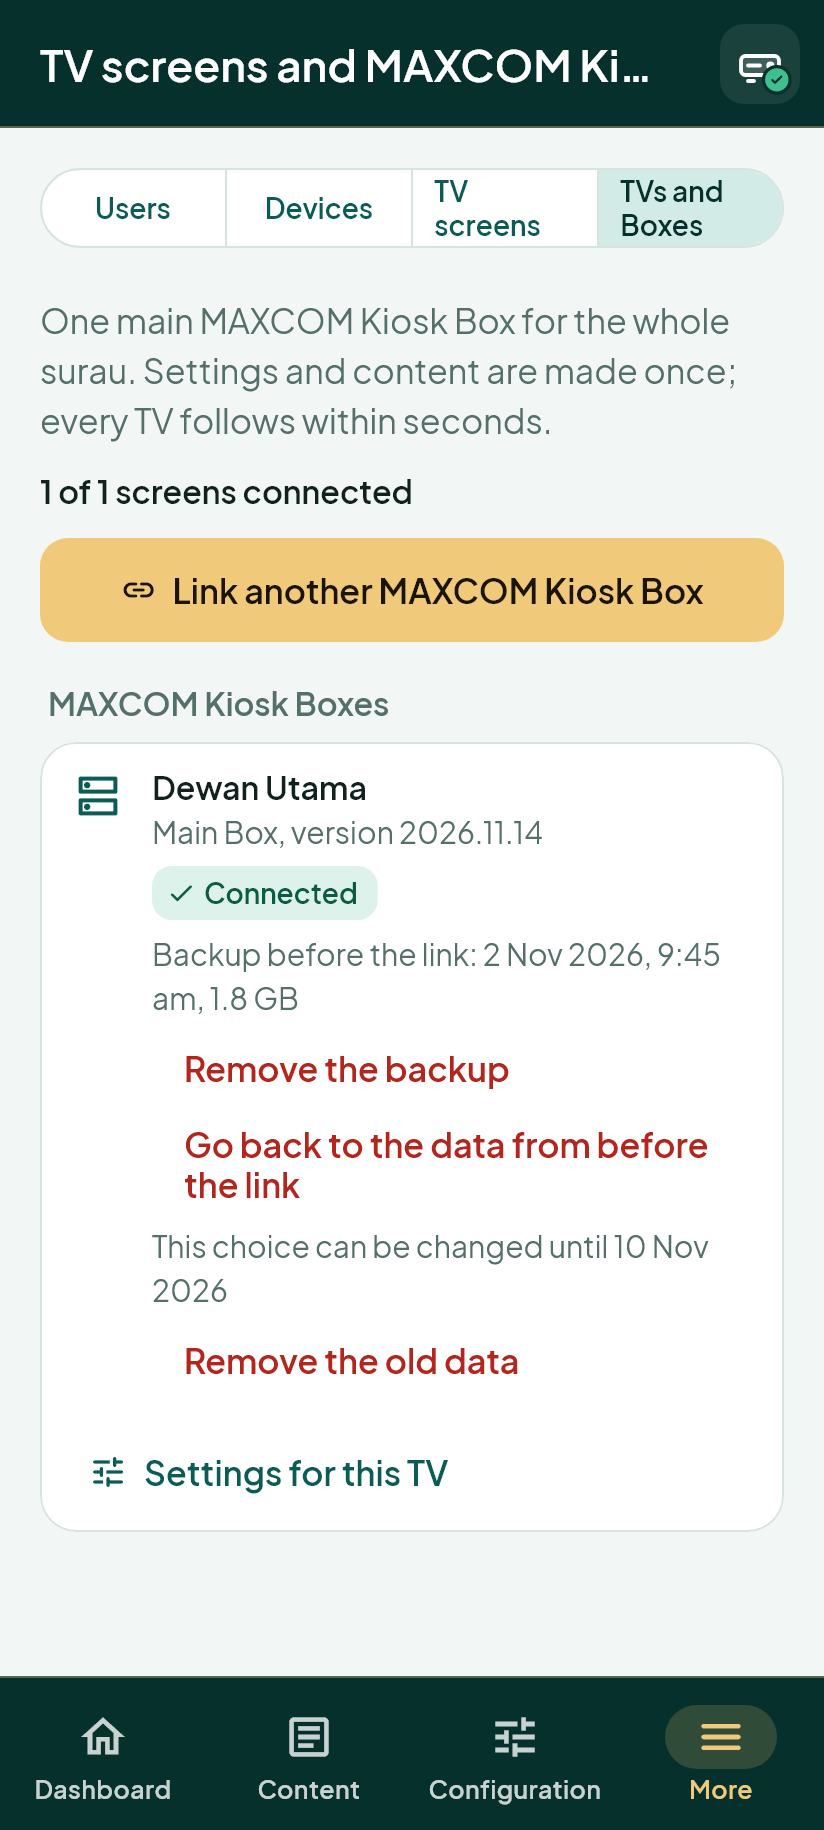 TV screens and MAXCOM Ki...
Users
Devices
TV
screens
TVs and
Boxes
One main MAXCOM Kiosk Box for the whole
surau. Settings and content are made once;
every TV follows within seconds.
1 of 1 screens connected
Link another MAXCOM Kiosk Box
MAXCOM Kiosk Boxes
Dewan Utama
Main Box, version 2026.11.14
Connected
Backup before the link: 2 Nov 2026, 9:45
am, 1.8 GB
Remove the backup
Go back to the data from before
the link
This choice can be changed until 10 Nov
2026
Remove the old data
Settings for this TV
Dashboard
Content
Configuration
More